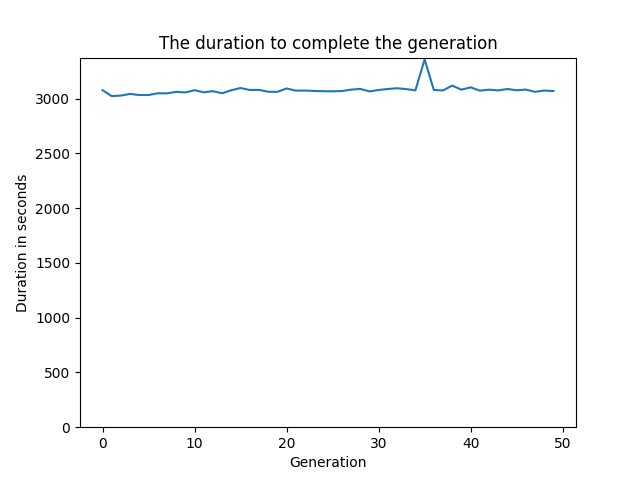 The duration to complete the generation
3000
2500
2000
1500
1000
500
0
Duration in seconds
0 10 20 30 40 50
Generation